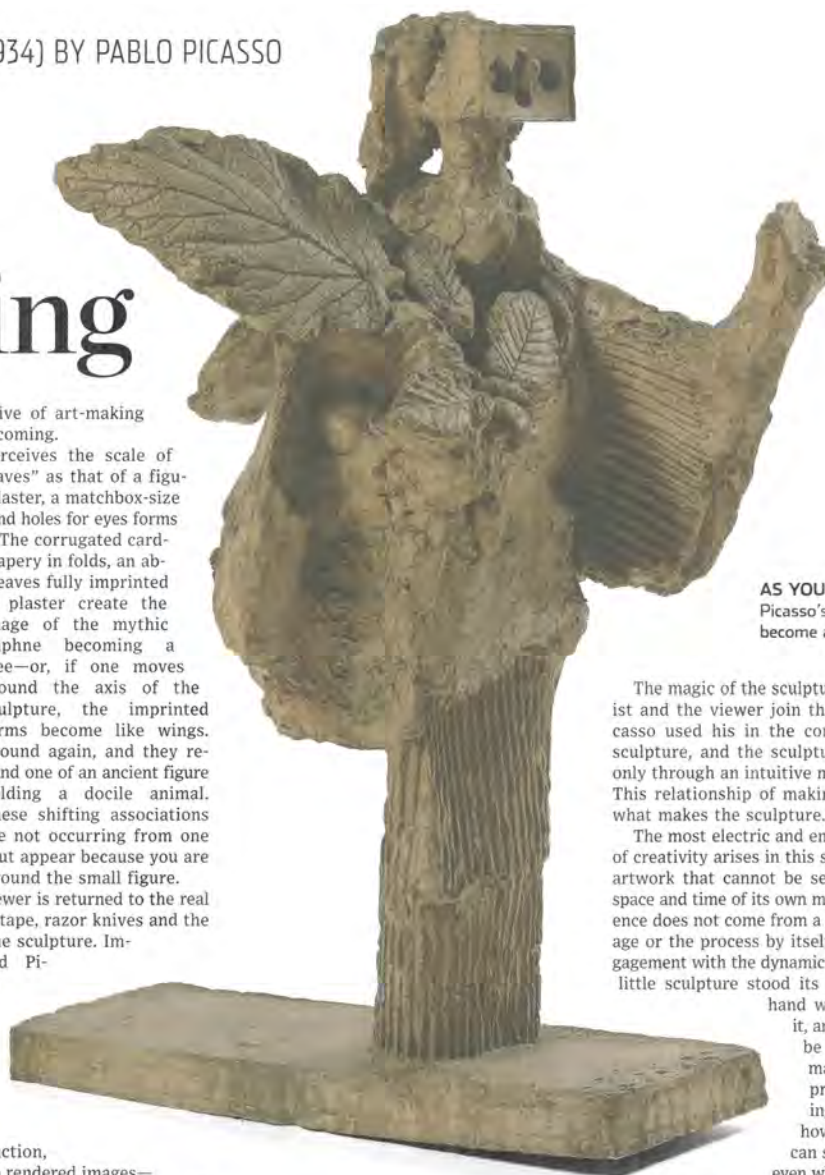 934) BY PABLO PICASSO
ing
ive of art-making
coming.
rceives the scale of
aves” as that of a figu-
laster, a matchbox-size
nd holes for eyes forms
The corrugated card-
apery in folds, an ab-
eaves fully imprinted
plaster create the
age of the mythic
phne becoming a
ee—or, if one moves
ound the axis of the
ulpture, the imprinted
rms become like wings.
ound again, and they re-
nd one of an ancient figure
lding a docile animal.
ese shifting associations
e not occurring from one
ut appear because you are
ound the small figure.
ewer is returned to the real
tape, razor knives and the
e sculpture. Im-
d Pi-
ction,
rendered images—
AS YOU
Picasso’s
become a
The magic of the sculptu
ist and the viewer join th
casso used his in the con
sculpture, and the sculptu
only through an intuitive n
This relationship of makin
what makes the sculpture.
The most electric and en
of creativity arises in this s
artwork that cannot be se
space and time of its own m
ence does not come from a
age or the process by itsel
gagement with the dynamic
little sculpture stood its
hand w
it, an
be
ma
pr
in
how
can s
even w